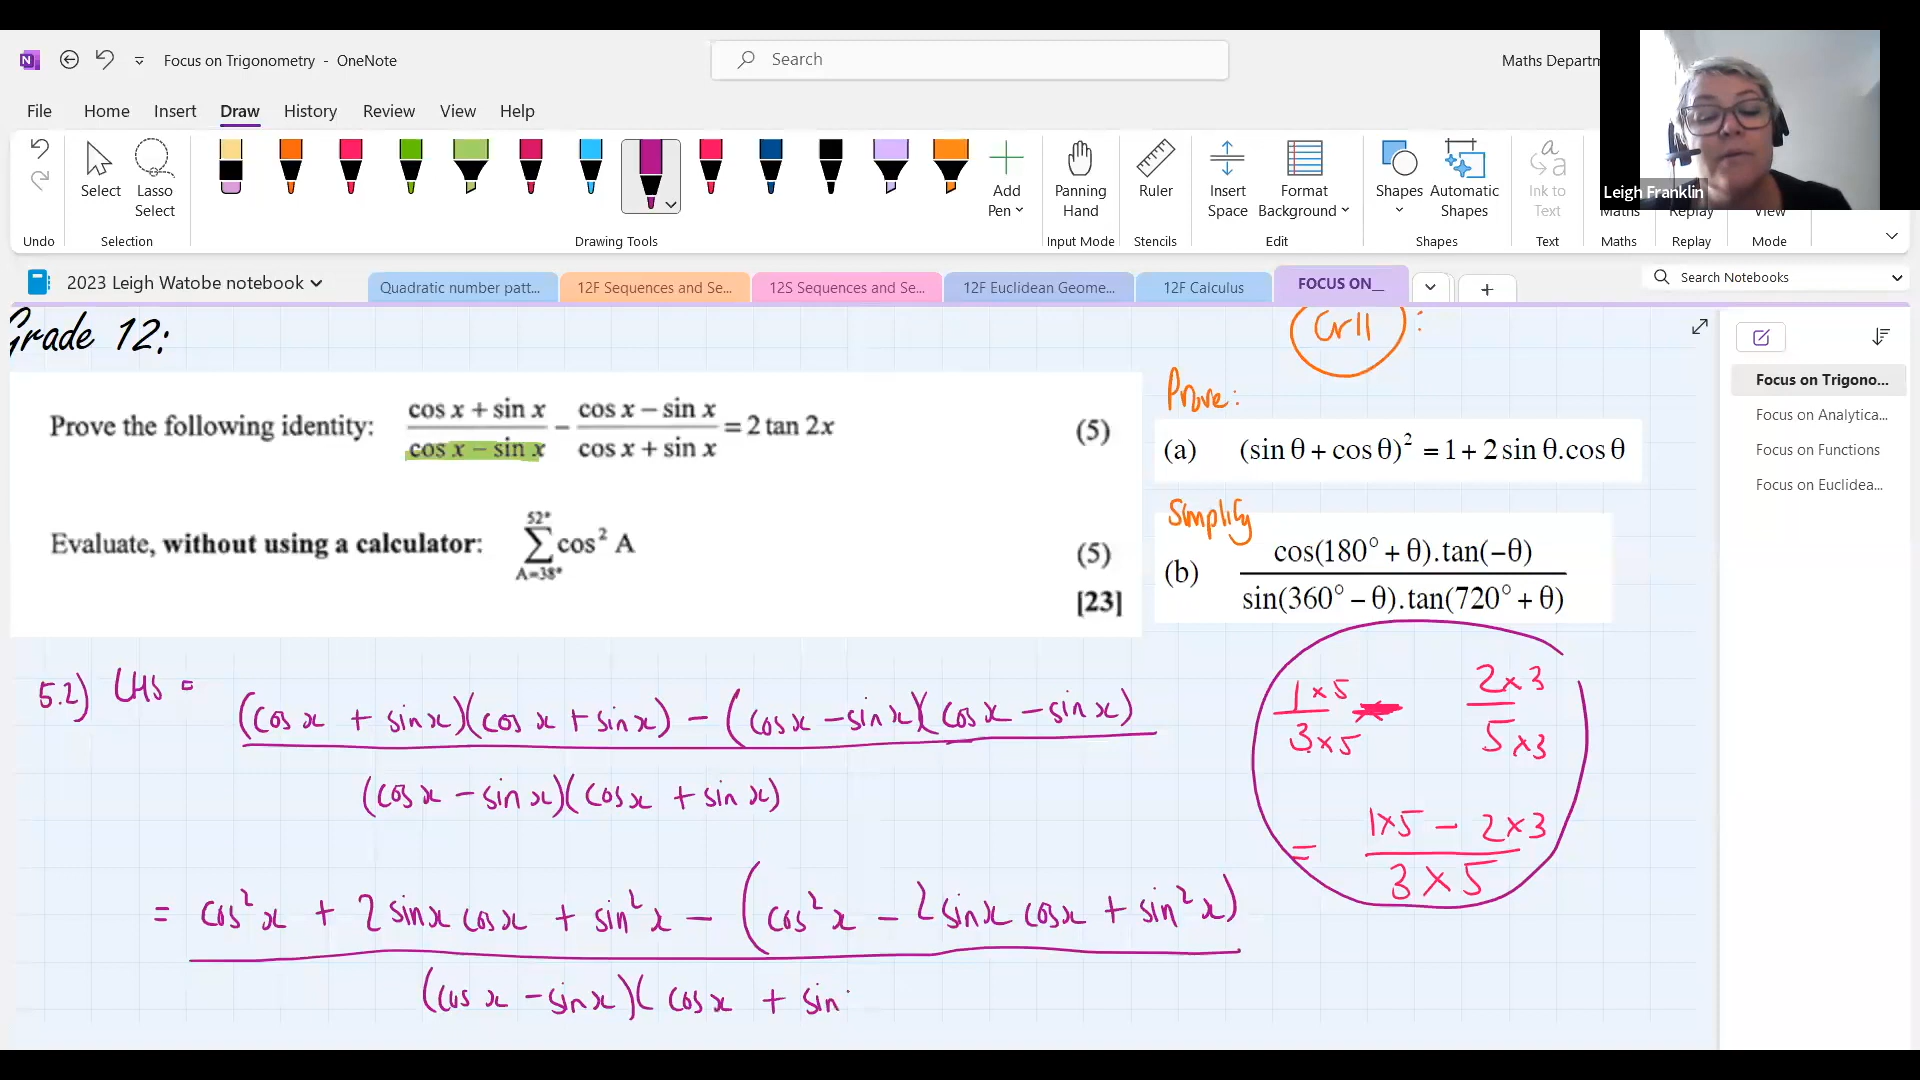 Focus on Trigonometry - OneNote
Search
Maths Departm
File Home Insert Draw History Review View Help
Select
Lasso Select
Add Pen
Panning Hand
Ruler
Insert Space
Format Background
Shapes
Automatic Shapes
Ink to Text
Maths
Replay
View
Leigh Franklin
Undo Selection Drawing Tools Input Mode Stencils Edit Shapes Text Maths Replay Mode
2023 Leigh Watobe notebook
Quadratic number patt...
12F Sequences and Se...
12S Sequences and Se...
12F Euclidean Geome...
12F Calculus
FOCUS ON__
+
Search Notebooks
Focus on Trigono...
Focus on Analytica...
Focus on Functions
Focus on Euclidea...
Grade 12:
Prove the following identity: (cos x + sin x)/(cos x − sin x) − (cos x − sin x)/(cos x + sin x) = 2 tan 2x (5)
Evaluate, without using a calculator: ∑ 52° A=38° cos² A (5)
[23]
Gr11 :
Prove:
(a) (sin θ + cos θ)² = 1 + 2 sin θ.cos θ
Simplify
(b) cos(180° + θ).tan(−θ)
sin(360° − θ).tan(720° + θ)
5.2) LHS =
(cos x + sin x)(cos x + sin x) − (cos x − sin x)(cos x − sin x)
(cos x − sin x)(cos x + sin x)
= cos²x + 2 sin x cos x + sin²x − (cos²x − 2 sin x cos x + sin²x)
(cos x − sin x)(cos x + sin
1×5 2×3
3×5 5×3
= 1×5 − 2×3
3×5